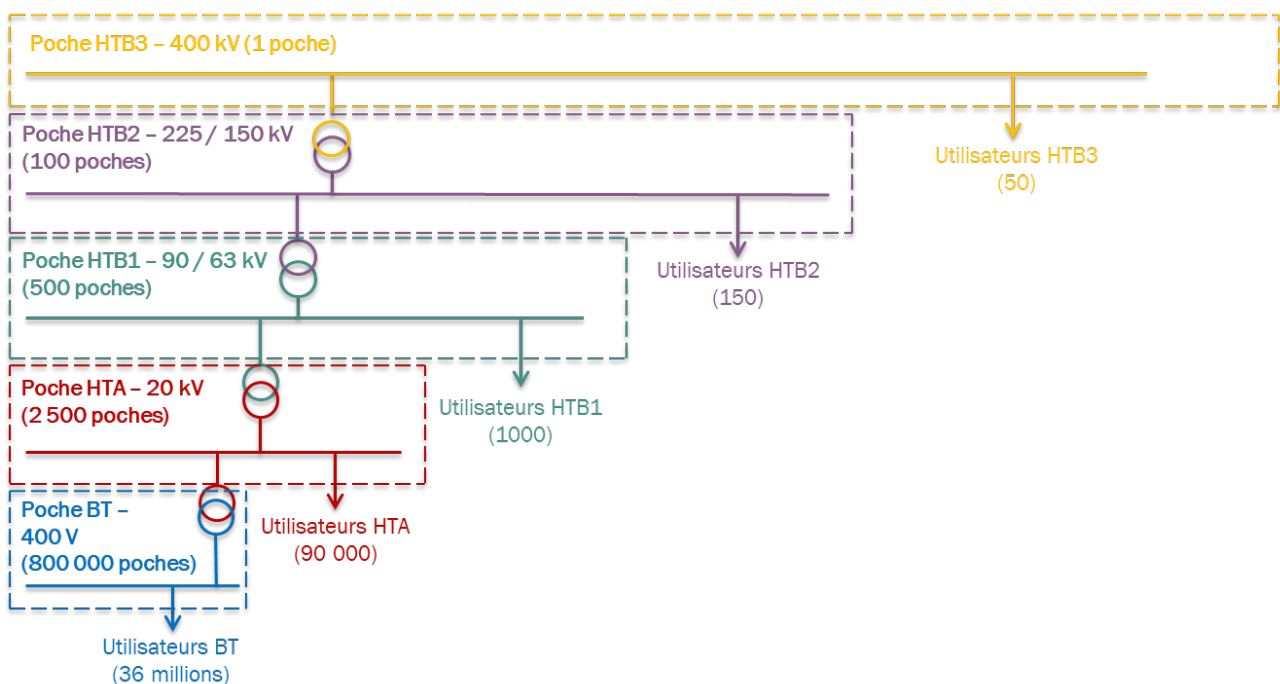 Poche HTB3 – 400 kV (1 poche)
Poche HTB2 – 225 / 150 kV
(100 poches)
Utilisateurs HTB3
(50)
Poche HTB1 – 90 / 63 kV
(500 poches)
Utilisateurs HTB2
(150)
Poche HTA – 20 kV
(2 500 poches)
Utilisateurs HTB1
(1000)
Poche BT –
400 V
(800 000 poches)
Utilisateurs HTA
(90 000)
Utilisateurs BT
(36 millions)